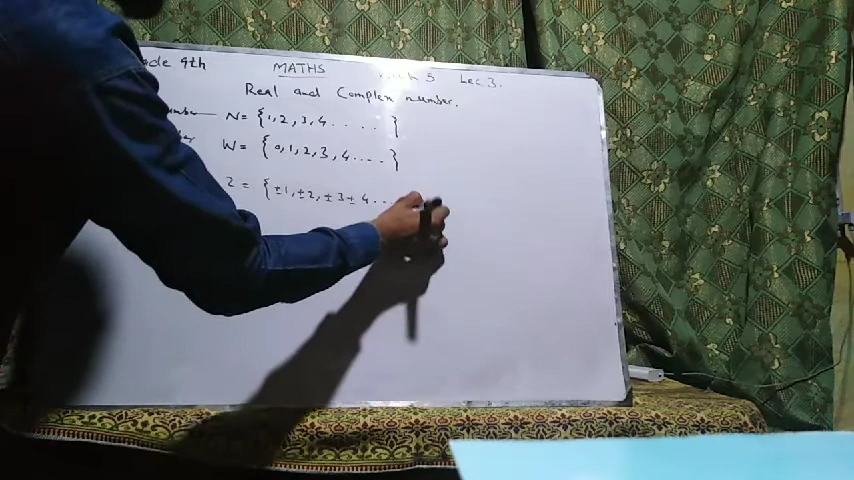 9th MATHS Lec 3.
Real and Complex number.
N = {1, 2, 3, 4 . . . . . }
W = {0, 1, 2, 3, 4 . . . . }
Z = {±1, ±2, ±3 ± 4 . . .